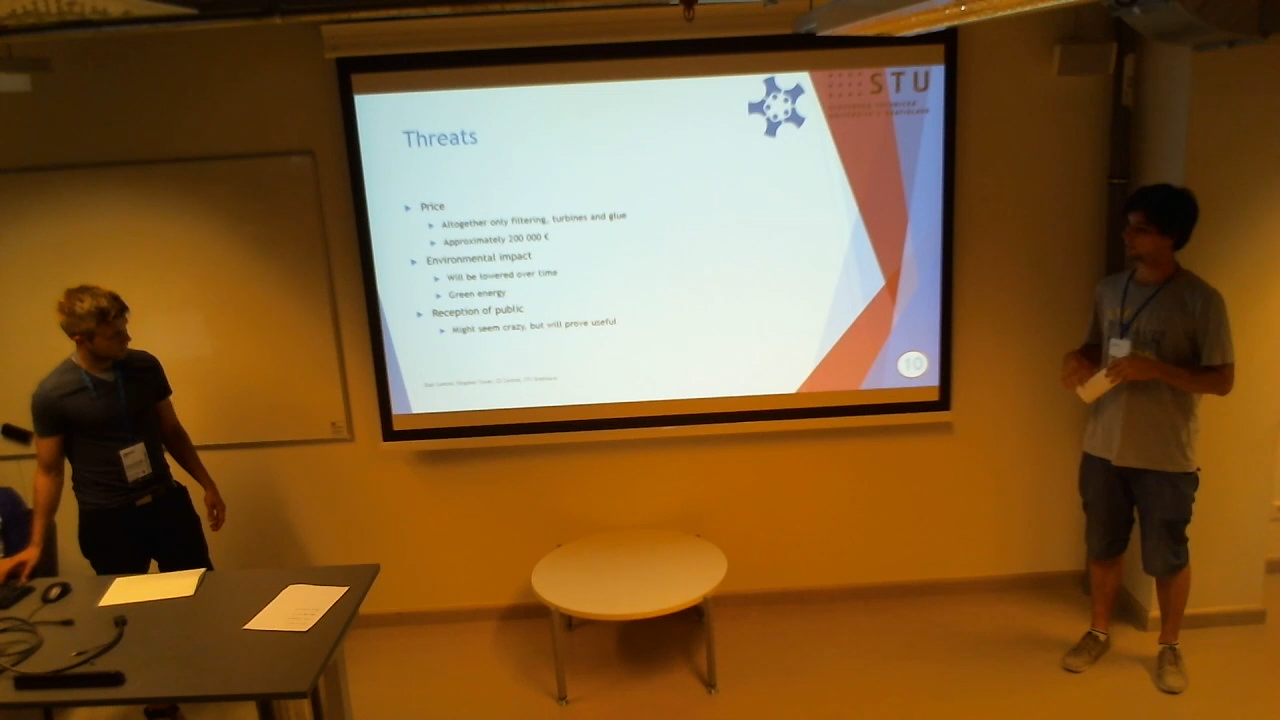 STU
Threats
Price
Altogether only filtering, turbines and glue
Approximately 200 000 €
Environmental impact
Will be lowered over time
Green energy
Reception of public
Might seem crazy, but will prove useful
10